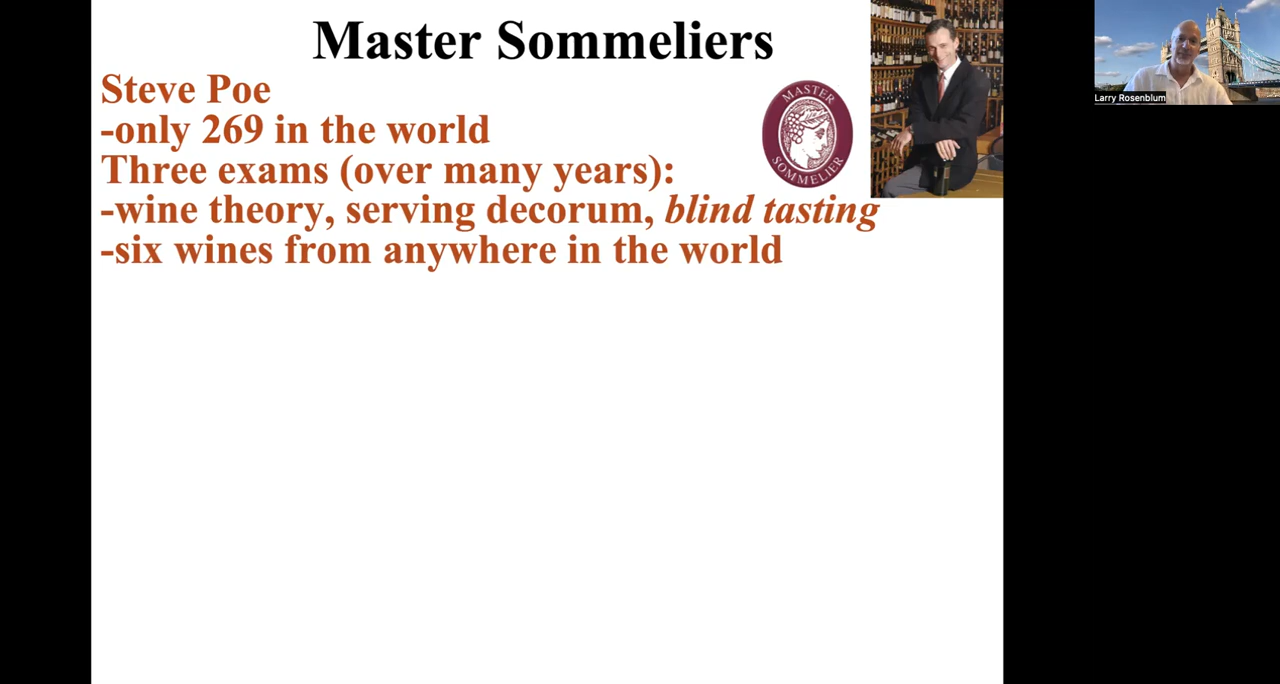 Master Sommeliers
Steve Poe
-only 269 in the world
Three exams (over many years):
-wine theory, serving decorum, blind tasting
-six wines from anywhere in the world
MASTER
SOMMELIER
Larry Rosenblum